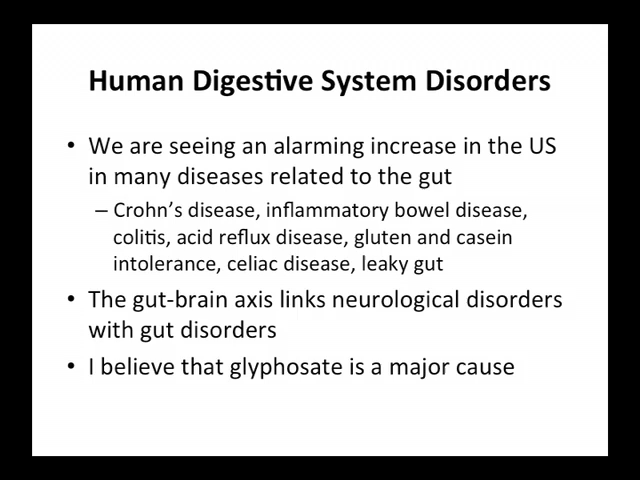 Human Digestive System Disorders
• We are seeing an alarming increase in the US
in many diseases related to the gut
– Crohn's disease, inflammatory bowel disease,
colitis, acid reflux disease, gluten and casein
intolerance, celiac disease, leaky gut
• The gut-brain axis links neurological disorders
with gut disorders
• I believe that glyphosate is a major cause